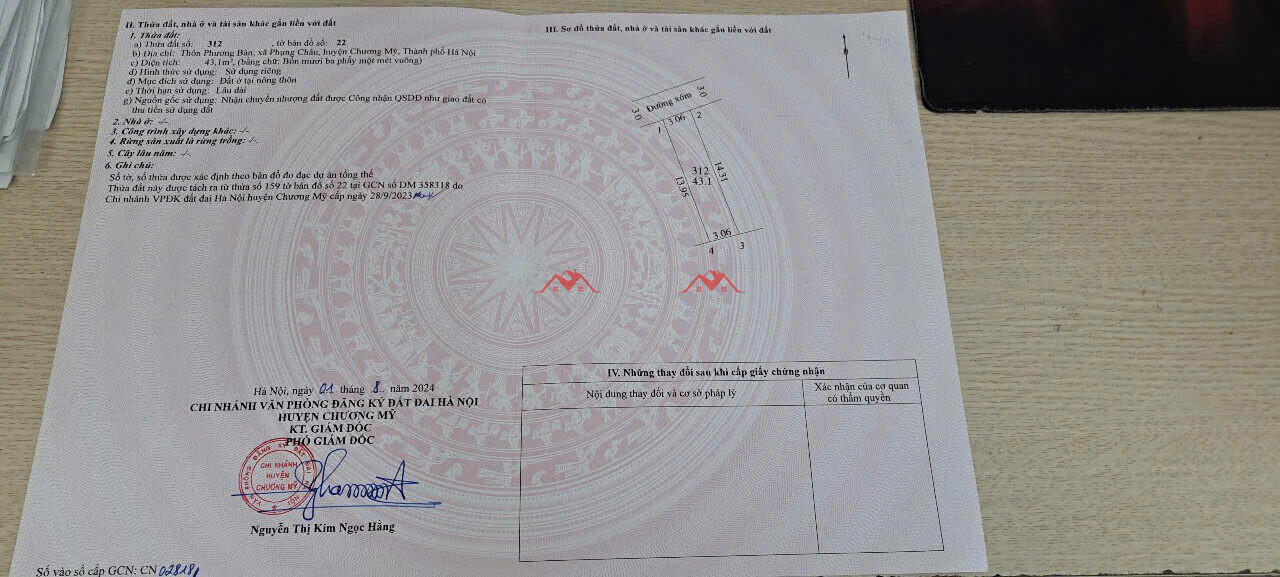 II. Thửa đất, nhà ở và tài sản khác gắn liền với đất
1. Thửa đất:
a) Thửa đất số: 312 , tờ bản đồ số: 22
b) Địa chỉ: Thôn Phương Bản, xã Phụng Châu, huyện Chương Mỹ, Thành phố Hà Nội
c) Diện tích: 43,1m², (bằng chữ: Bốn mươi ba phẩy một mét vuông)
d) Hình thức sử dụng: Sử dụng riêng
đ) Mục đích sử dụng: Đất ở tại nông thôn
e) Thời hạn sử dụng: Lâu dài
g) Nguồn gốc sử dụng: Nhận chuyển nhượng đất được Công nhận QSDĐ như giao đất có
thu tiền sử dụng đất
2. Nhà ở: -/-
3. Công trình xây dựng khác: -/-
4. Rừng sản xuất là rừng trồng: -/-
5. Cây lâu năm: -/-
6. Ghi chú:
Số tờ, số thửa được xác định theo bản đồ đo đạc dự án tổng thể
Thửa đất này được tách ra từ thửa số 159 tờ bản đồ số 22 tại GCN số DM 358318 do
Chi nhánh VPĐK đất đai Hà Nội huyện Chương Mỹ cấp ngày 28/9/2023
Hà Nội, ngày 01 tháng 8 năm 2024
CHI NHÁNH VĂN PHÒNG ĐĂNG KÝ ĐẤT ĐAI HÀ NỘI
HUYỆN CHƯƠNG MỸ
KT. GIÁM ĐỐC
PHÓ GIÁM ĐỐC
VĂN PHÒNG ĐĂNG KÝ ĐẤT ĐAI HÀ NỘI
CHI NHÁNH
HUYỆN
CHƯƠNG MỸ
Nguyễn Thị Kim Ngọc Hằng
Số vào sổ cấp GCN: CN 028181
III. Sơ đồ thửa đất, nhà ở và tài sản khác gắn liền với đất
B
3.0 Đường xóm 3.0
1 3.06 2
312
43.1
13.95
14.31
3.06
4 3
IV. Những thay đổi sau khi cấp giấy chứng nhận
Nội dung thay đổi và cơ sở pháp lý
Xác nhận của cơ quan
có thẩm quyền